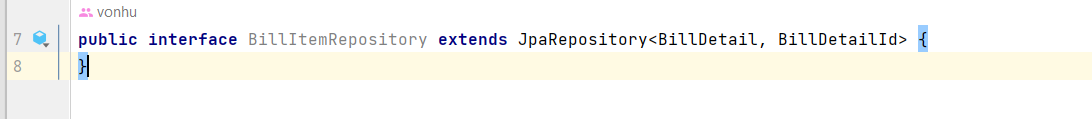 vonhu
7 public interface BillItemRepository extends JpaRepository<BillDetail, BillDetailId> {
8 }